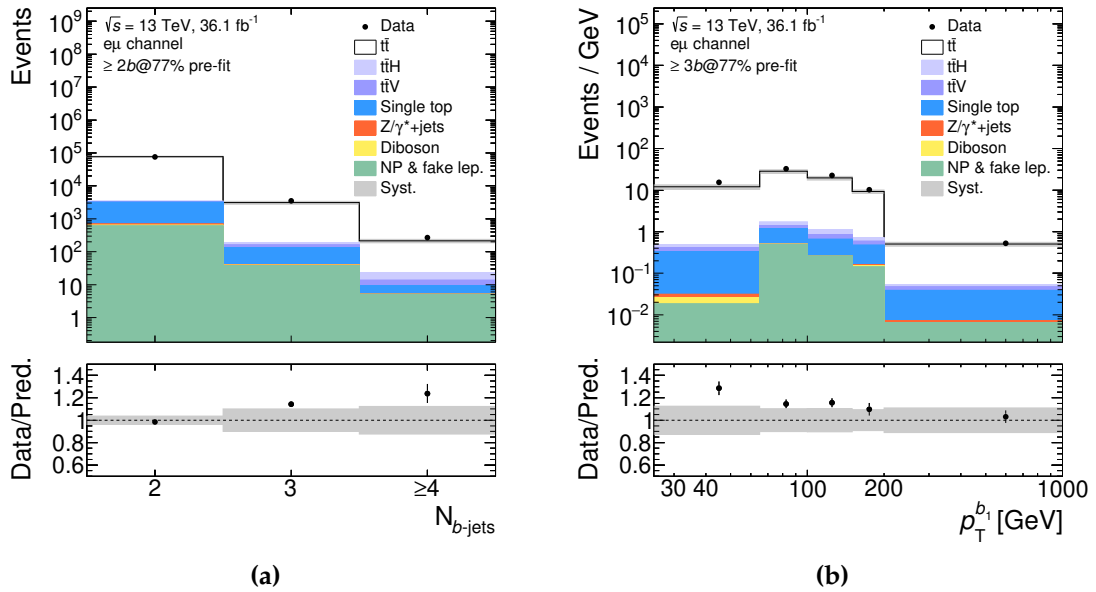 Events
10⁹
10⁸
10⁷
10⁶
10⁵
10⁴
10³
10²
10
1
√s = 13 TeV, 36.1 fb⁻¹
eμ channel
≥ 2b@77% pre-fit
Data
tt̄
tt̄H
tt̄V
Single top
Z/γ*+jets
Diboson
NP & fake lep.
Syst.
Data/Pred.
1.4
1.2
1
0.8
0.6
2 3 ≥4
N b-jets
(a)
Events / GeV
10⁵
10⁴
10³
10²
10
1
10⁻¹
10⁻²
√s = 13 TeV, 36.1 fb⁻¹
eμ channel
≥ 3b@77% pre-fit
Data
tt̄
tt̄H
tt̄V
Single top
Z/γ*+jets
Diboson
NP & fake lep.
Syst.
Data/Pred.
1.4
1.2
1
0.8
0.6
30 40 100 200 1000
p_T^{b₁} [GeV]
(b)